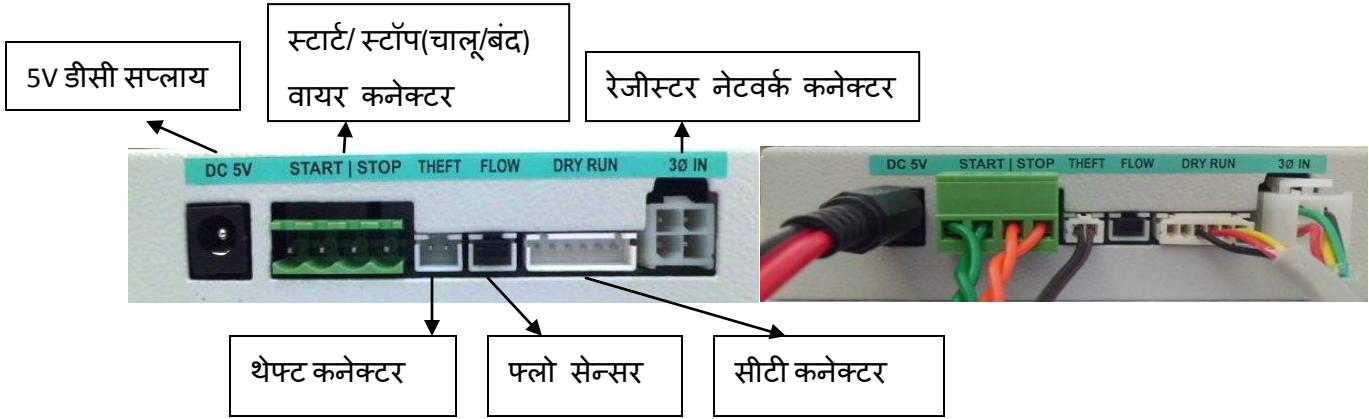 5V डीसी सप्लाय
स्टार्ट/ स्टॉप(चालू/बंद)
वायर कनेक्टर
रेजीस्टर नेटवर्क कनेक्टर
DC 5V START | STOP THEFT FLOW DRY RUN 3Ø IN
DC 5V START | STOP THEFT FLOW DRY RUN 3Ø IN
थेफ्ट कनेक्टर
फ्लो सेन्सर
सीटी कनेक्टर